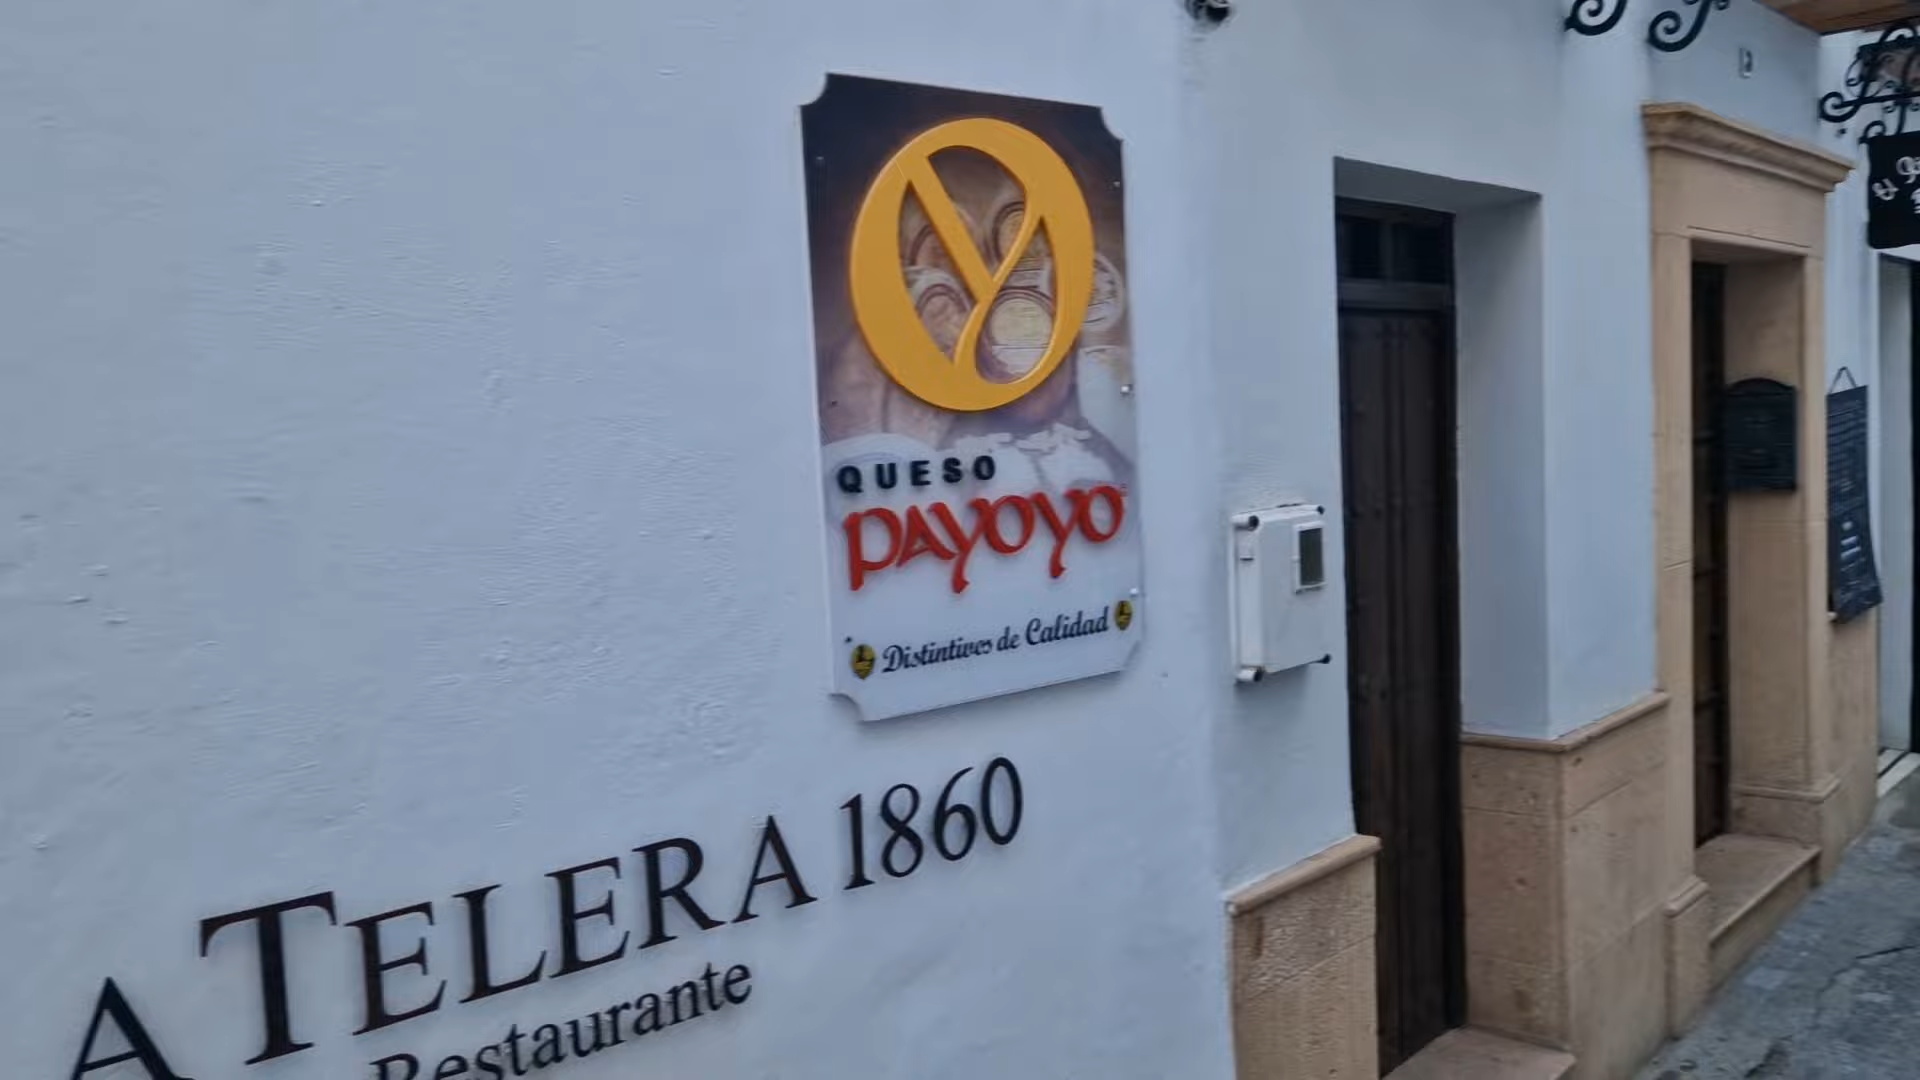 QUESO
PAYOYO
Distintivos de Calidad
A TELERA 1860
Restaurante